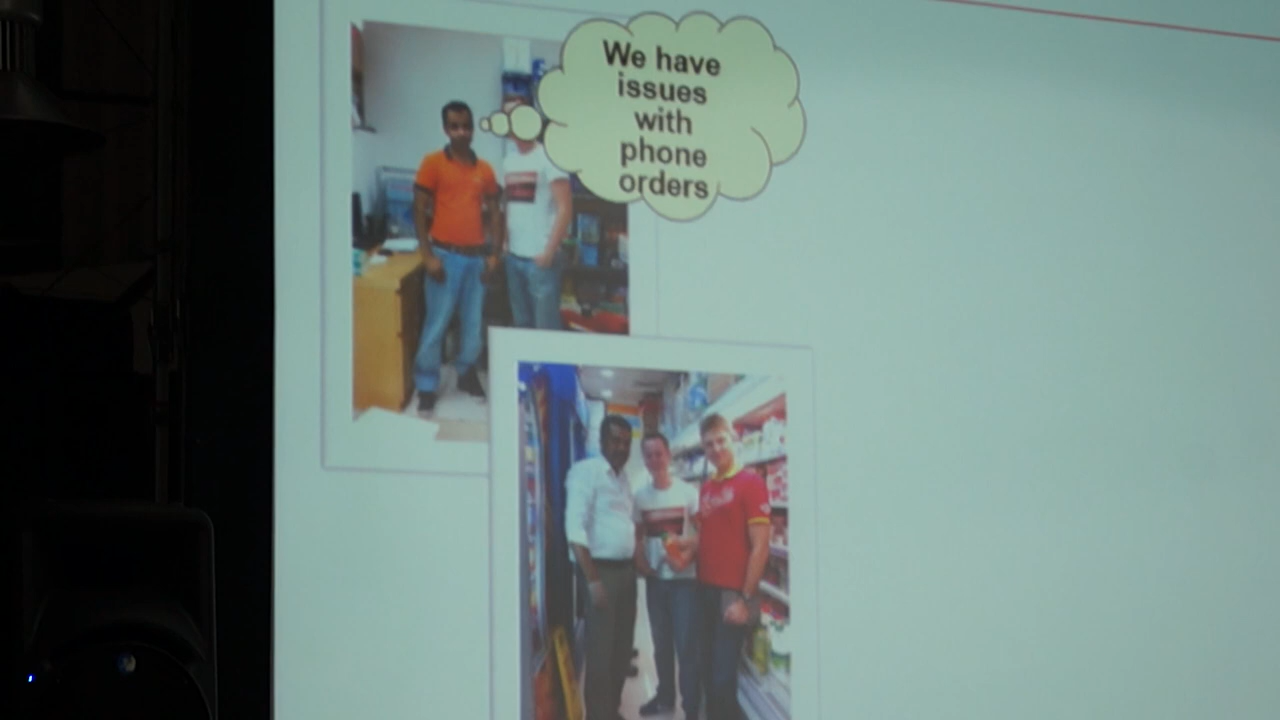 We have
issues
with
phone
orders